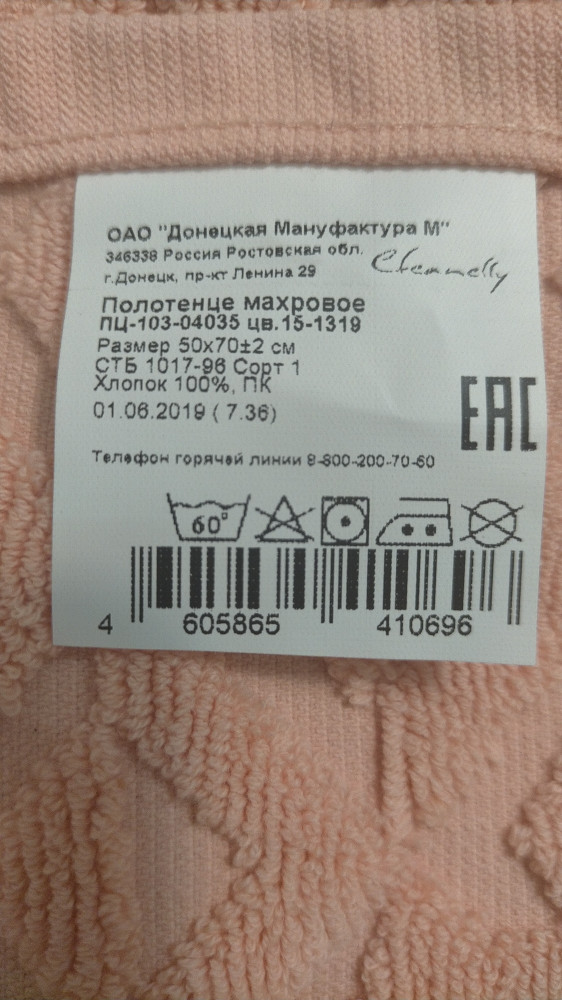 ОАО "Донецкая Мануфактура М"
346338 Россия Ростовская обл.
г.Донецк, пр-кт Ленина 29
Полотенце махровое
ПЦ-103-04035 цв.15-1319
Размер 50х70±2 см
СТБ 1017-96 Сорт 1
Хлопок 100%, ПК
01.06.2019 ( 7.36)
EAC
Телефон горячей линии 8-800-200-70-60
60°
4 605865 410696